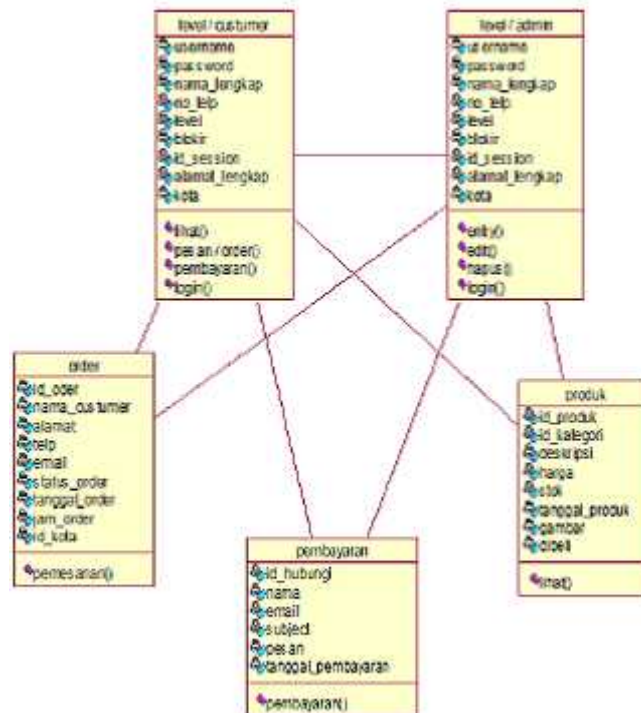 level / custumer
username
password
nama_lengkap
no_telp
level
blokir
id_session
alamat_lengkap
kota
lihat()
pesan / order()
pembayaran()
login()
level / admin
username
password
nama_lengkap
no_telp
level
blokir
id_session
alamat_lengkap
kota
entry()
edit()
hapus()
login()
order
id_oder
nama_custumer
alamat
telp
email
status_order
tanggal_order
jam_order
id_kota
pemesanan()
pembayaran
id_hubungi
nama
email
subject
pesan
tanggal_pembayaran
pembayaran()
produk
id_produk
id_kategori
deskripsi
harga
stok
tanggal_produk
gambar
dibeli
lihat()